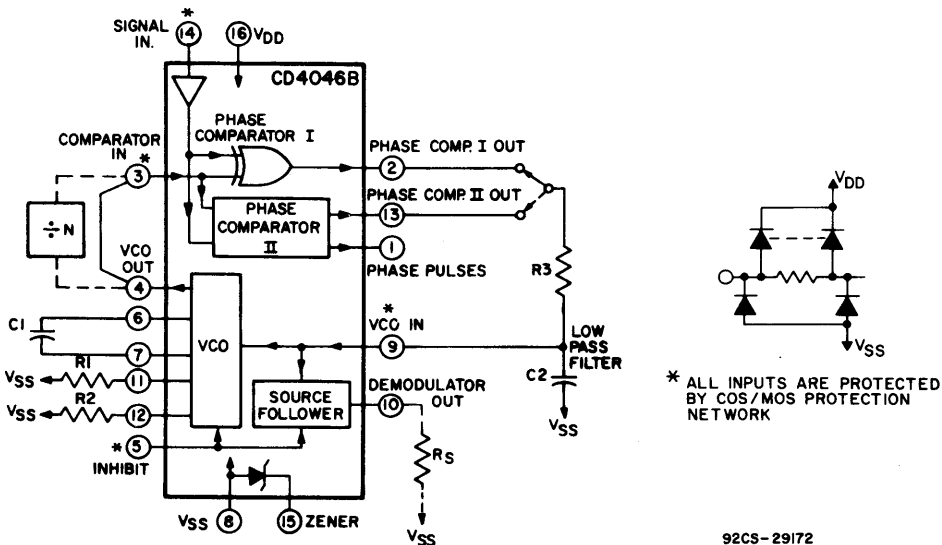 *
SIGNAL IN.
14
16
VDD
CD4046B
PHASE
COMPARATOR I
COMPARATOR
IN
*
3
PHASE COMP. I OUT
2
PHASE COMP. II OUT
13
PHASE
COMPARATOR
II
1
PHASE PULSES
÷N
VCO
OUT
4
R3
6
C1
7
VCO
*
VCO IN
9
LOW
PASS
FILTER
R1
VSS
11
R2
VSS
12
SOURCE
FOLLOWER
DEMODULATOR
OUT
10
C2
VSS
* 5
INHIBIT
RS
VSS
8
15
ZENER
VSS
VDD
VSS
* ALL INPUTS ARE PROTECTED
BY COS/MOS PROTECTION
NETWORK
92CS-29172